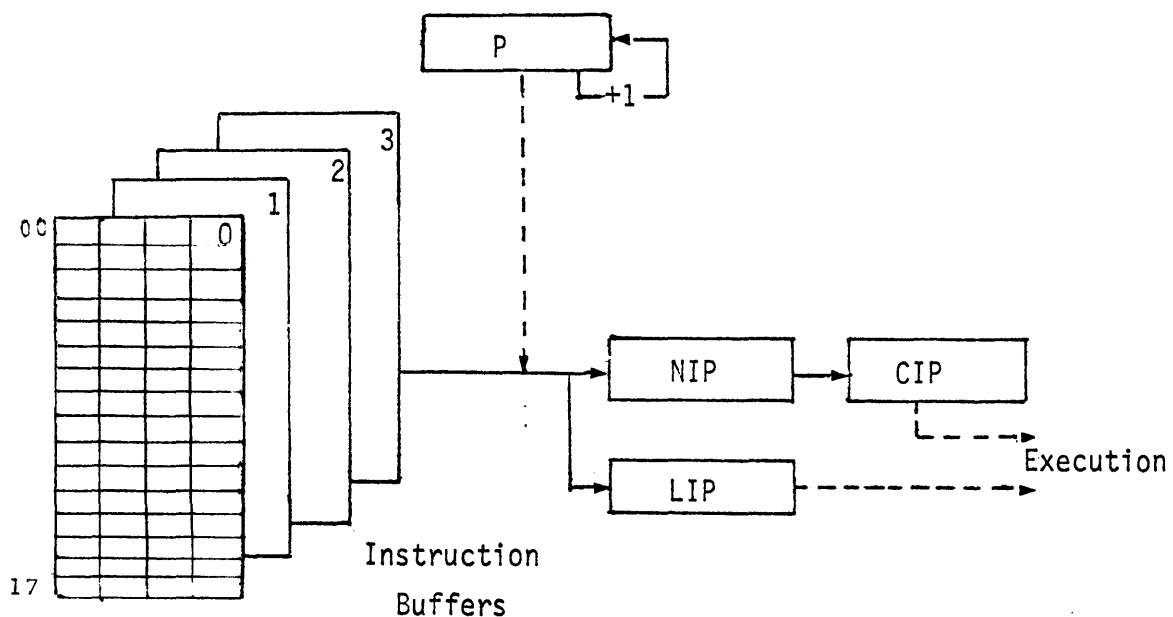 P
+1
3
2
1
0
00
NIP
CIP
Execution
LIP
Instruction
Buffers
17